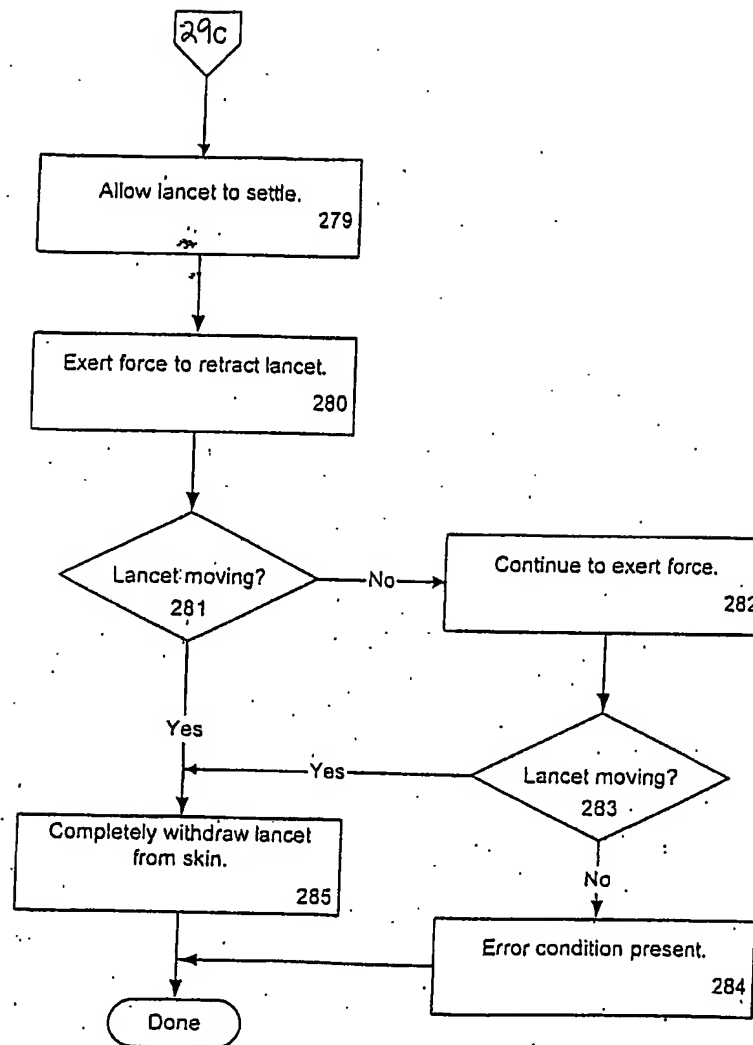 29c
Allow lancet to settle.
279
Exert force to retract lancet.
280
Lancet moving?
281
No
Continue to exert force.
282
Yes
Yes
Lancet moving?
283
Completely withdraw lancet
from skin.
285
No
Error condition present.
284
Done